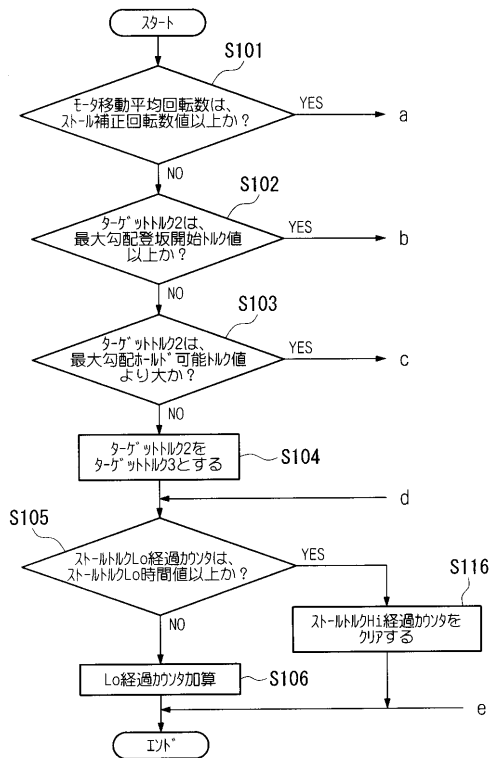 スタート
S101
モータ移動平均回転数は、
ストール補正回転数値以上か?
YES
a
NO
S102
ターゲットトルク2は、
最大勾配登坂開始トルク値
以上か?
YES
b
NO
S103
ターゲットトルク2は、
最大勾配ホールド可能トルク値
より大か?
YES
c
NO
ターゲットトルク2を
ターゲットトルク3とする
S104
d
S105
ストールトルクLo経過カウンタは、
ストールトルクLo時間値以上か?
YES
S116
ストールトルクHi経過カウンタを
クリアする
NO
Lo経過カウンタ加算
S106
e
エンド